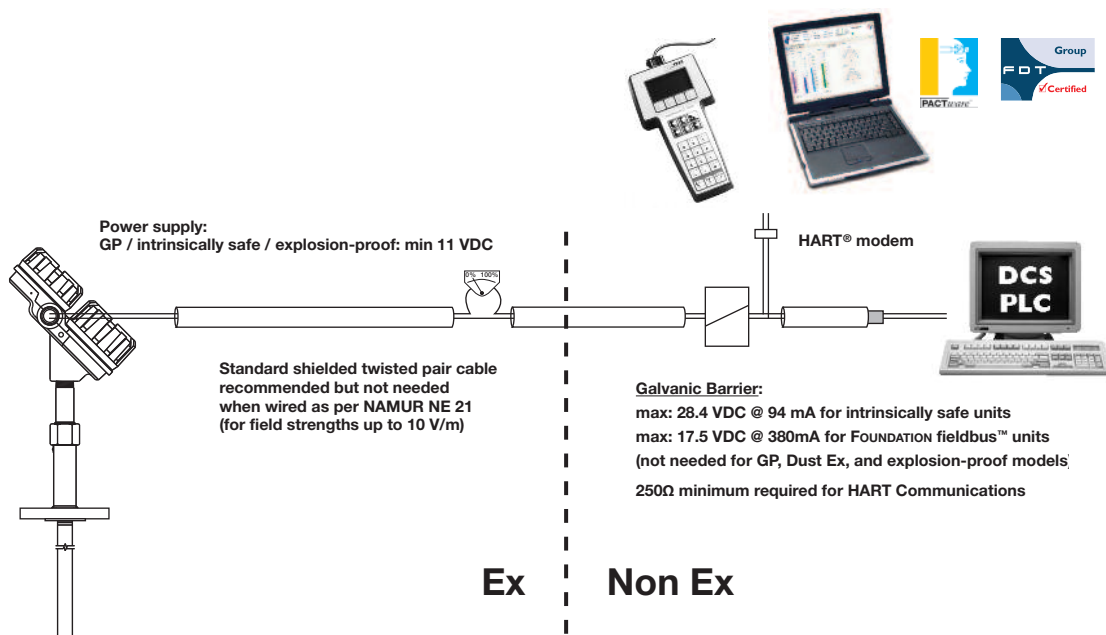 Group
FDT
Certified
PACTware
Power supply:
GP / intrinsically safe / explosion-proof: min 11 VDC
HART® modem
0% 100%
DCS
PLC
Standard shielded twisted pair cable
recommended but not needed
when wired as per NAMUR NE 21
(for field strengths up to 10 V/m)
Galvanic Barrier:
max: 28.4 VDC @ 94 mA for intrinsically safe units
max: 17.5 VDC @ 380mA for FOUNDATION fieldbus™ units
(not needed for GP, Dust Ex, and explosion-proof models)
250Ω minimum required for HART Communications
Ex
Non Ex